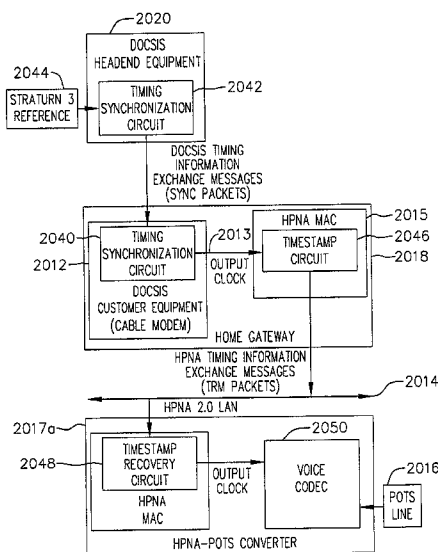 2020
DOCSIS
HEADEND EQUIPMENT
2044
2042
STRATURN 3
REFERENCE
TIMING
SYNCHRONIZATION
CIRCUIT
DOCSIS TIMING
INFORMATION
EXCHANGE MESSAGES
(SYNC PACKETS)
2040
2012
TIMING
SYNCHRONIZATION
CIRCUIT
2013
OUTPUT
CLOCK
HPNA MAC
2015
TIMESTAMP
CIRCUIT
2046
2018
DOCSIS
CUSTOMER EQUIPMENT
(CABLE MODEM)
HOME GATEWAY
HPNA TIMING INFORMATION
EXCHANGE MESSAGES
(TRM PACKETS)
2014
HPNA 2.0 LAN
2017a
2050
2048
TIMESTAMP
RECOVERY
CIRCUIT
OUTPUT
CLOCK
VOICE
CODEC
2016
POTS
LINE
HPNA
MAC
HPNA-POTS CONVERTER